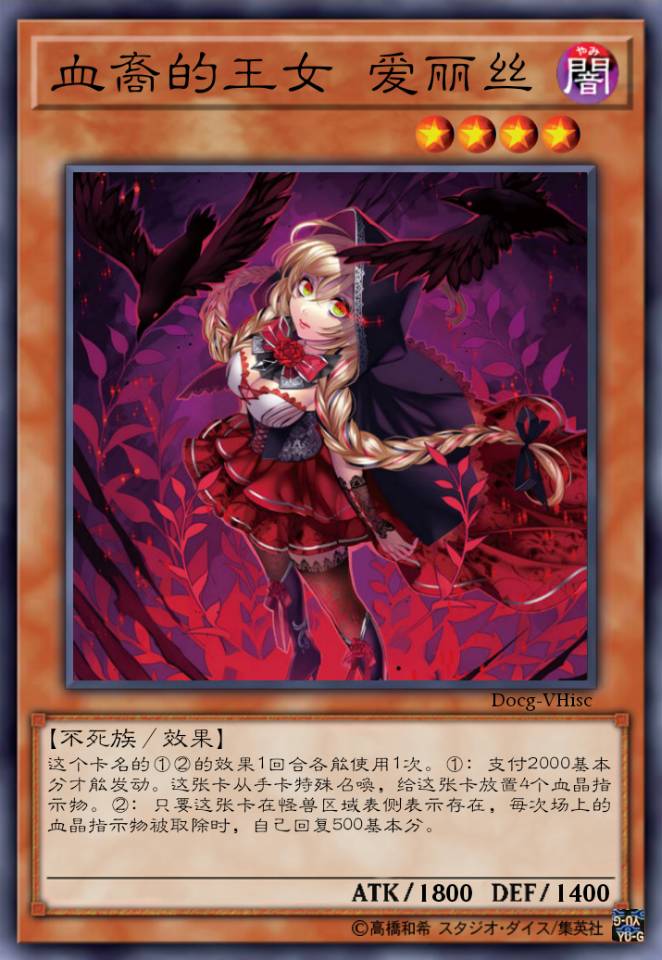 血裔的王女 爱丽丝
やみ
闇
Docg-VHisc
【不死族／效果】
这个卡名的①②的效果1回合各能使用1次。①：支付2000基本
分才能发动。这张卡从手卡特殊召唤，给这张卡放置4个血晶指
示物。②：只要这张卡在怪兽区域表侧表示存在，每次场上的
血晶指示物被取除时，自己回复500基本分。
ATK/1800 DEF/1400
©高橋和希 スタジオ・ダイス/集英社